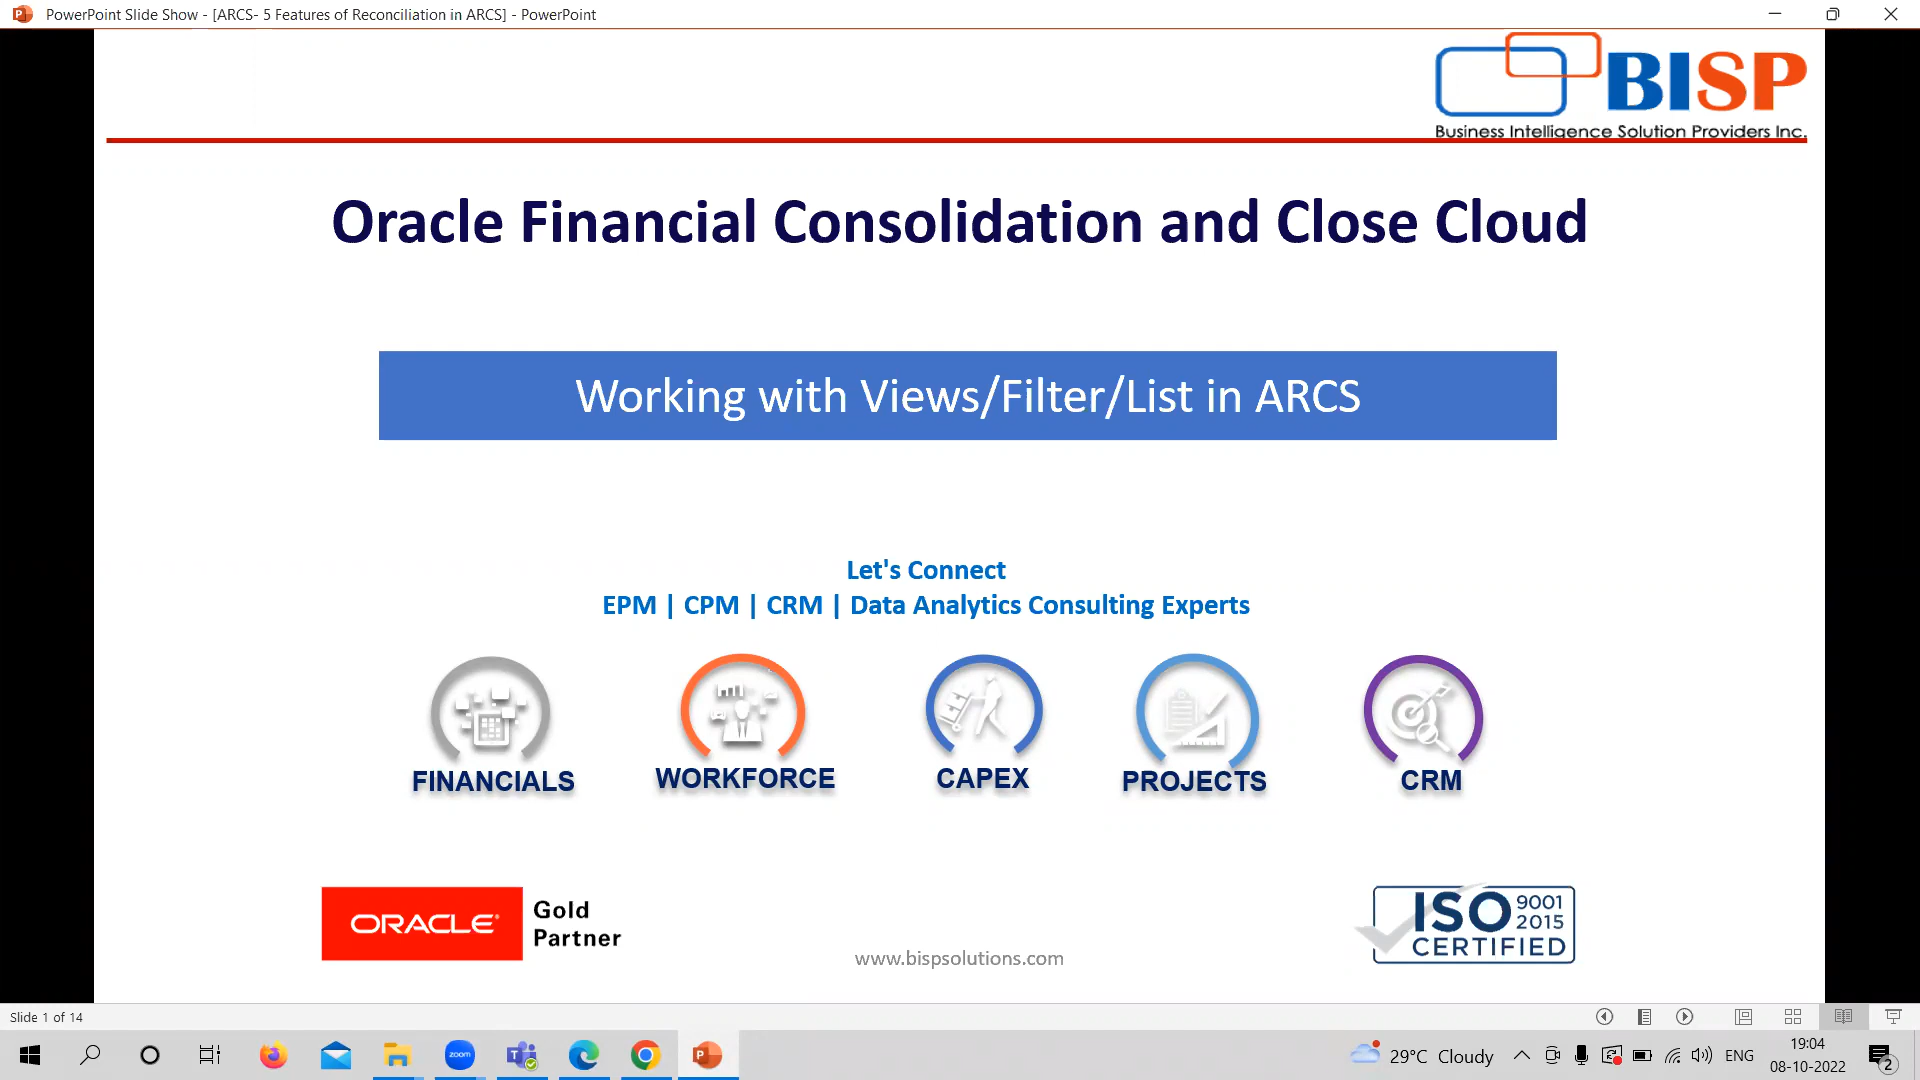 PowerPoint Slide Show - [ARCS- 5 Features of Reconciliation in ARCS] - PowerPoint
BISP
Business Intelligence Solution Providers Inc.
Oracle Financial Consolidation and Close Cloud
Working with Views/Filter/List in ARCS
Let's Connect
EPM | CPM | CRM | Data Analytics Consulting Experts
FINANCIALS
WORKFORCE
CAPEX
PROJECTS
CRM
ORACLE®
Gold
Partner
www.bispsolutions.com
ISO 9001
2015
CERTIFIED
Slide 1 of 14
zoom
29°C Cloudy
ENG
19:04
08-10-2022
2